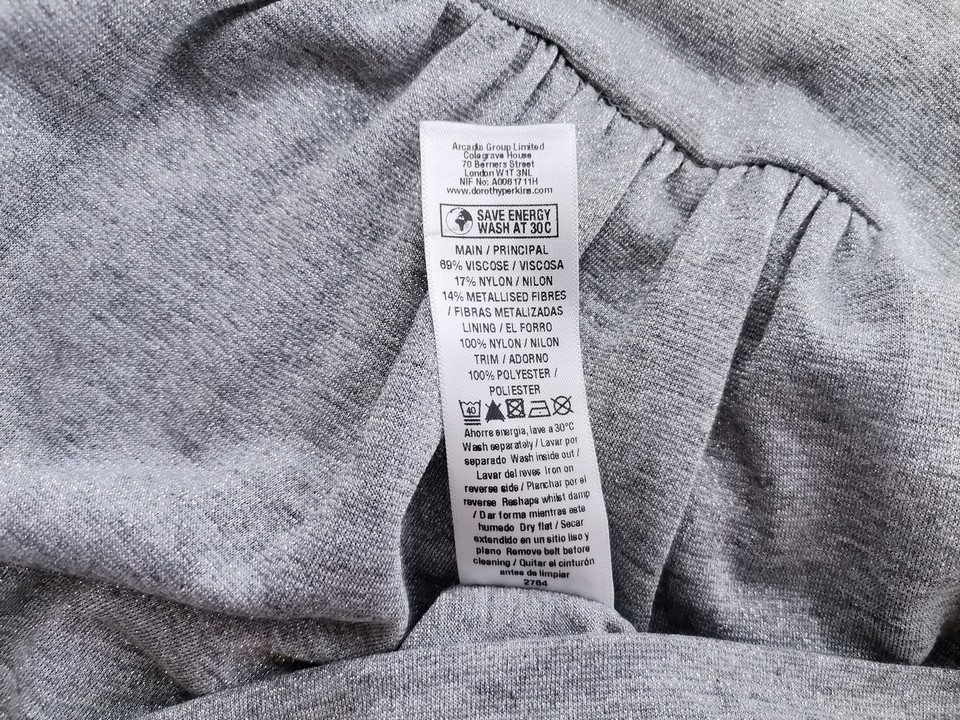 Arcadia Group Limited
Colegrave House
70 Berners Street
London W1T 3NL
NIF No: A0061711H
www.dorothyperkins.com
SAVE ENERGY
WASH AT 30C
MAIN / PRINCIPAL
69% VISCOSE / VISCOSA
17% NYLON / NILON
14% METALLISED FIBRES
/ FIBRAS METALIZADAS
LINING / EL FORRO
100% NYLON / NILON
TRIM / ADORNO
100% POLYESTER /
POLIESTER
40
Ahorre energia, lave a 30°C
Wash separately / Lavar por
separado Wash inside out /
Lavar del reves Iron on
reverse side / Planchar por el
reverse Reshape whilst damp
/ Dar forma mientras este
humedo Dry flat / Secar
extendido en un sitio liso y
plano Remove belt before
cleaning / Quitar el cinturón
antes de limpiar
2764